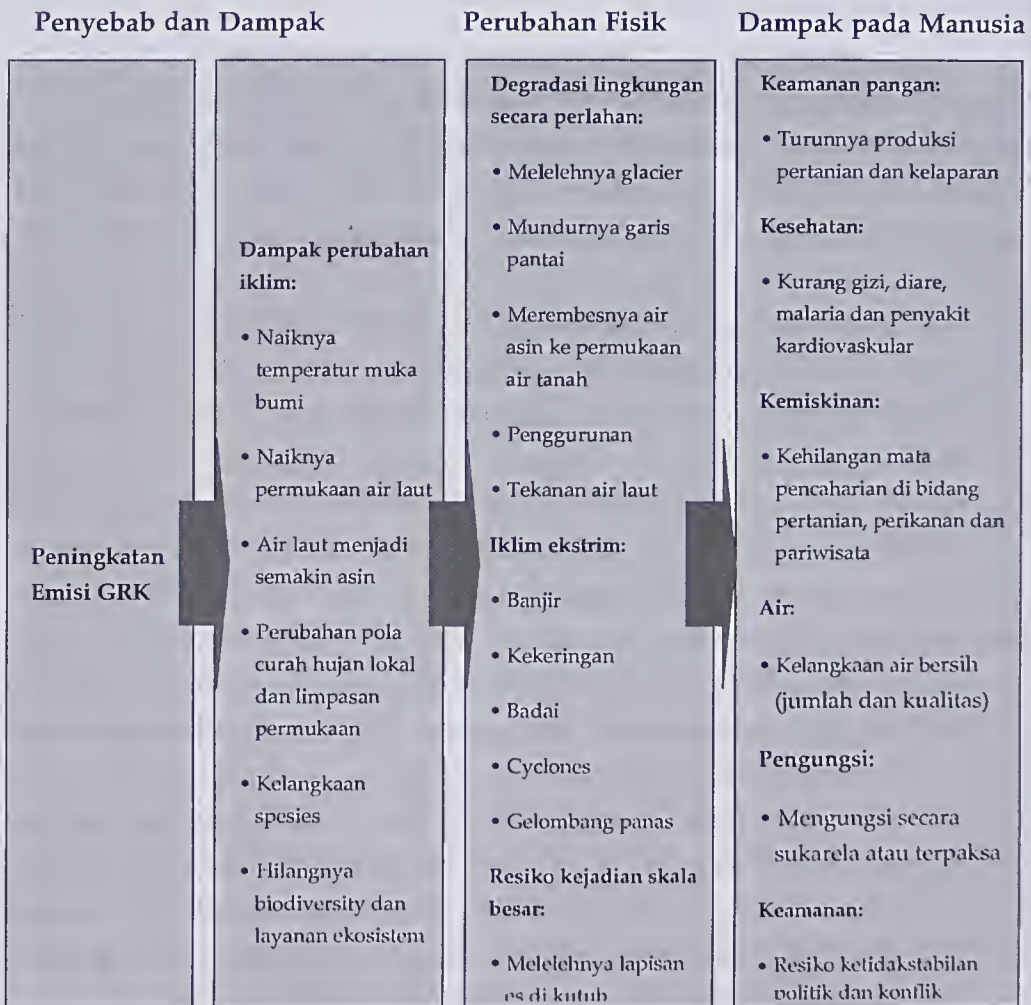 Penyebab dan Dampak
Perubahan Fisik
Dampak pada Manusia
Peningkatan
Emisi GRK
Dampak perubahan
iklim:
• Naiknya
temperatur muka
bumi
• Naiknya
permukaan air laut
• Air laut menjadi
semakin asin
• Perubahan pola
curah hujan lokal
dan limpasan
permukaan
• Kelangkaan
spesies
• Hilangnya
biodiversity dan
layanan ekosistem
Degradasi lingkungan
secara perlahan:
• Melelehnya glacier
• Mundurnya garis
pantai
• Merembesnya air
asin ke permukaan
air tanah
• Penggurunan
• Tekanan air laut
Iklim ekstrim:
• Banjir
• Kekeringan
• Badai
• Cyclones
• Gelombang panas
Resiko kejadian skala
besar:
• Melelehnya lapisan
es di kutub
Keamanan pangan:
• Turunnya produksi
pertanian dan kelaparan
Kesehatan:
• Kurang gizi, diare,
malaria dan penyakit
kardiovaskular
Kemiskinan:
• Kehilangan mata
pencaharian di bidang
pertanian, perikanan dan
pariwisata
Air:
• Kelangkaan air bersih
(jumlah dan kualitas)
Pengungsi:
• Mengungsi secara
sukarela atau terpaksa
Keamanan:
• Resiko ketidakstabilan
politik dan konflik